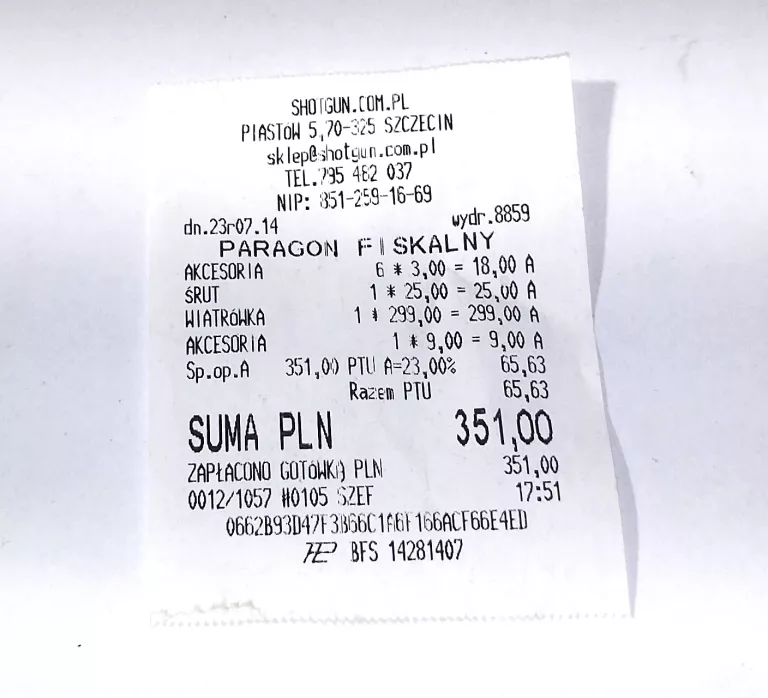 SHOTGUN.COM.PL
PIASTÓW 5,70-325 SZCZECIN
sklep@shotgun.com.pl
TEL.795 482 037
NIP: 851-259-16-69
dn.23r07.14 wydr.8859
PARAGON FISKALNY
AKCESORIA 6 * 3,00 = 18,00 A
ŚRUT 1 * 25,00 = 25,00 A
WIATRÓWKA 1 * 299,00 = 299,00 A
AKCESORIA 1 * 9,00 = 9,00 A
Sp.op.A 351,00 PTU A=23,00% 65,63
Razem PTU 65,63
SUMA PLN 351,00
ZAPŁACONO GOTÓWKĄ PLN 351,00
0012/1057 #0105 SZEF 17:51
BFS 14281407